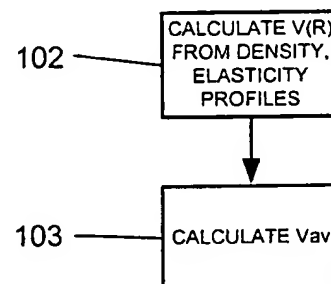 102
CALCULATE V(R)
FROM DENSITY,
ELASTICITY
PROFILES
103
CALCULATE Vav